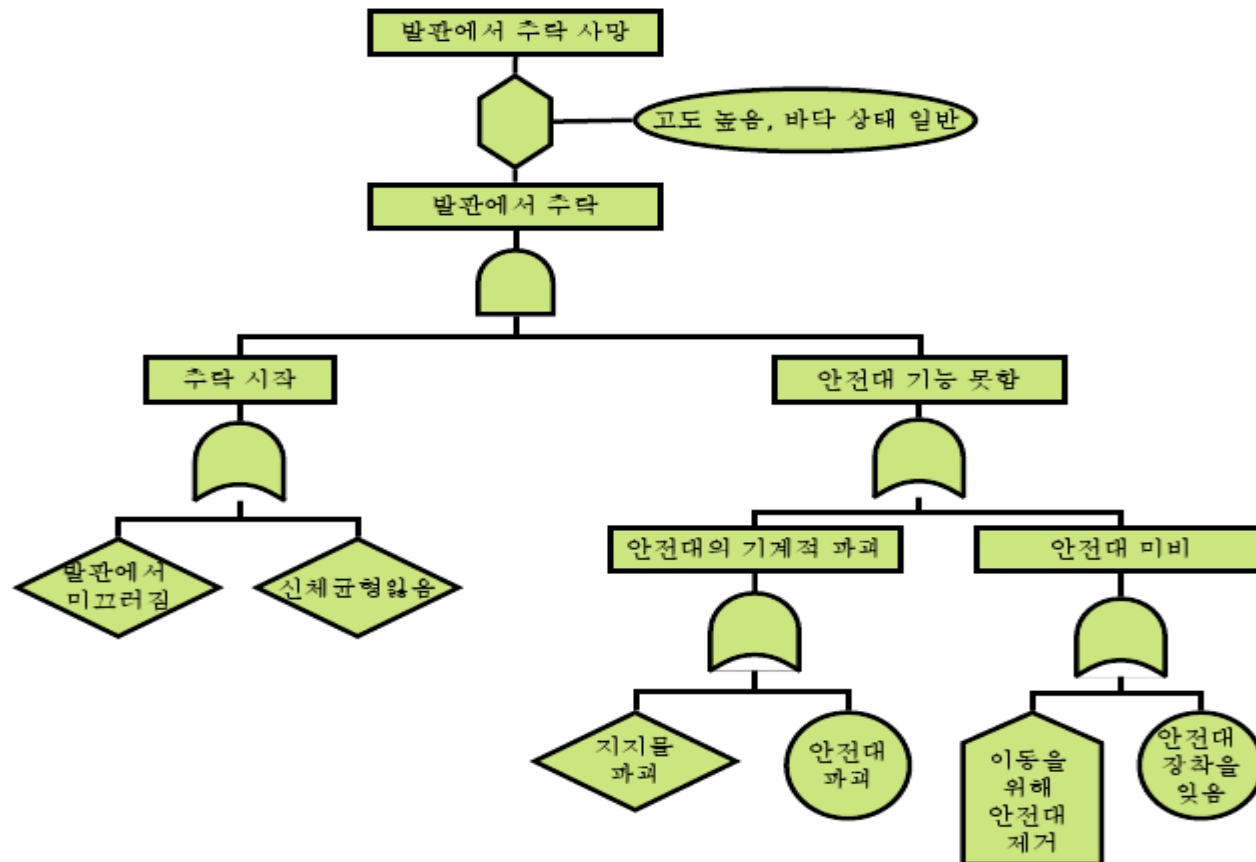 발판에서 추락 사망
고도 높음, 바닥 상태 일반
발판에서 추락
추락 시작
안전대 기능 못함
발판에서
미끄러짐
신체균형잃음
안전대의 기계적 파괴
안전대 미비
지지물
파괴
안전대
파괴
이동을
위해
안전대
제거
안전대
장착을
잊음